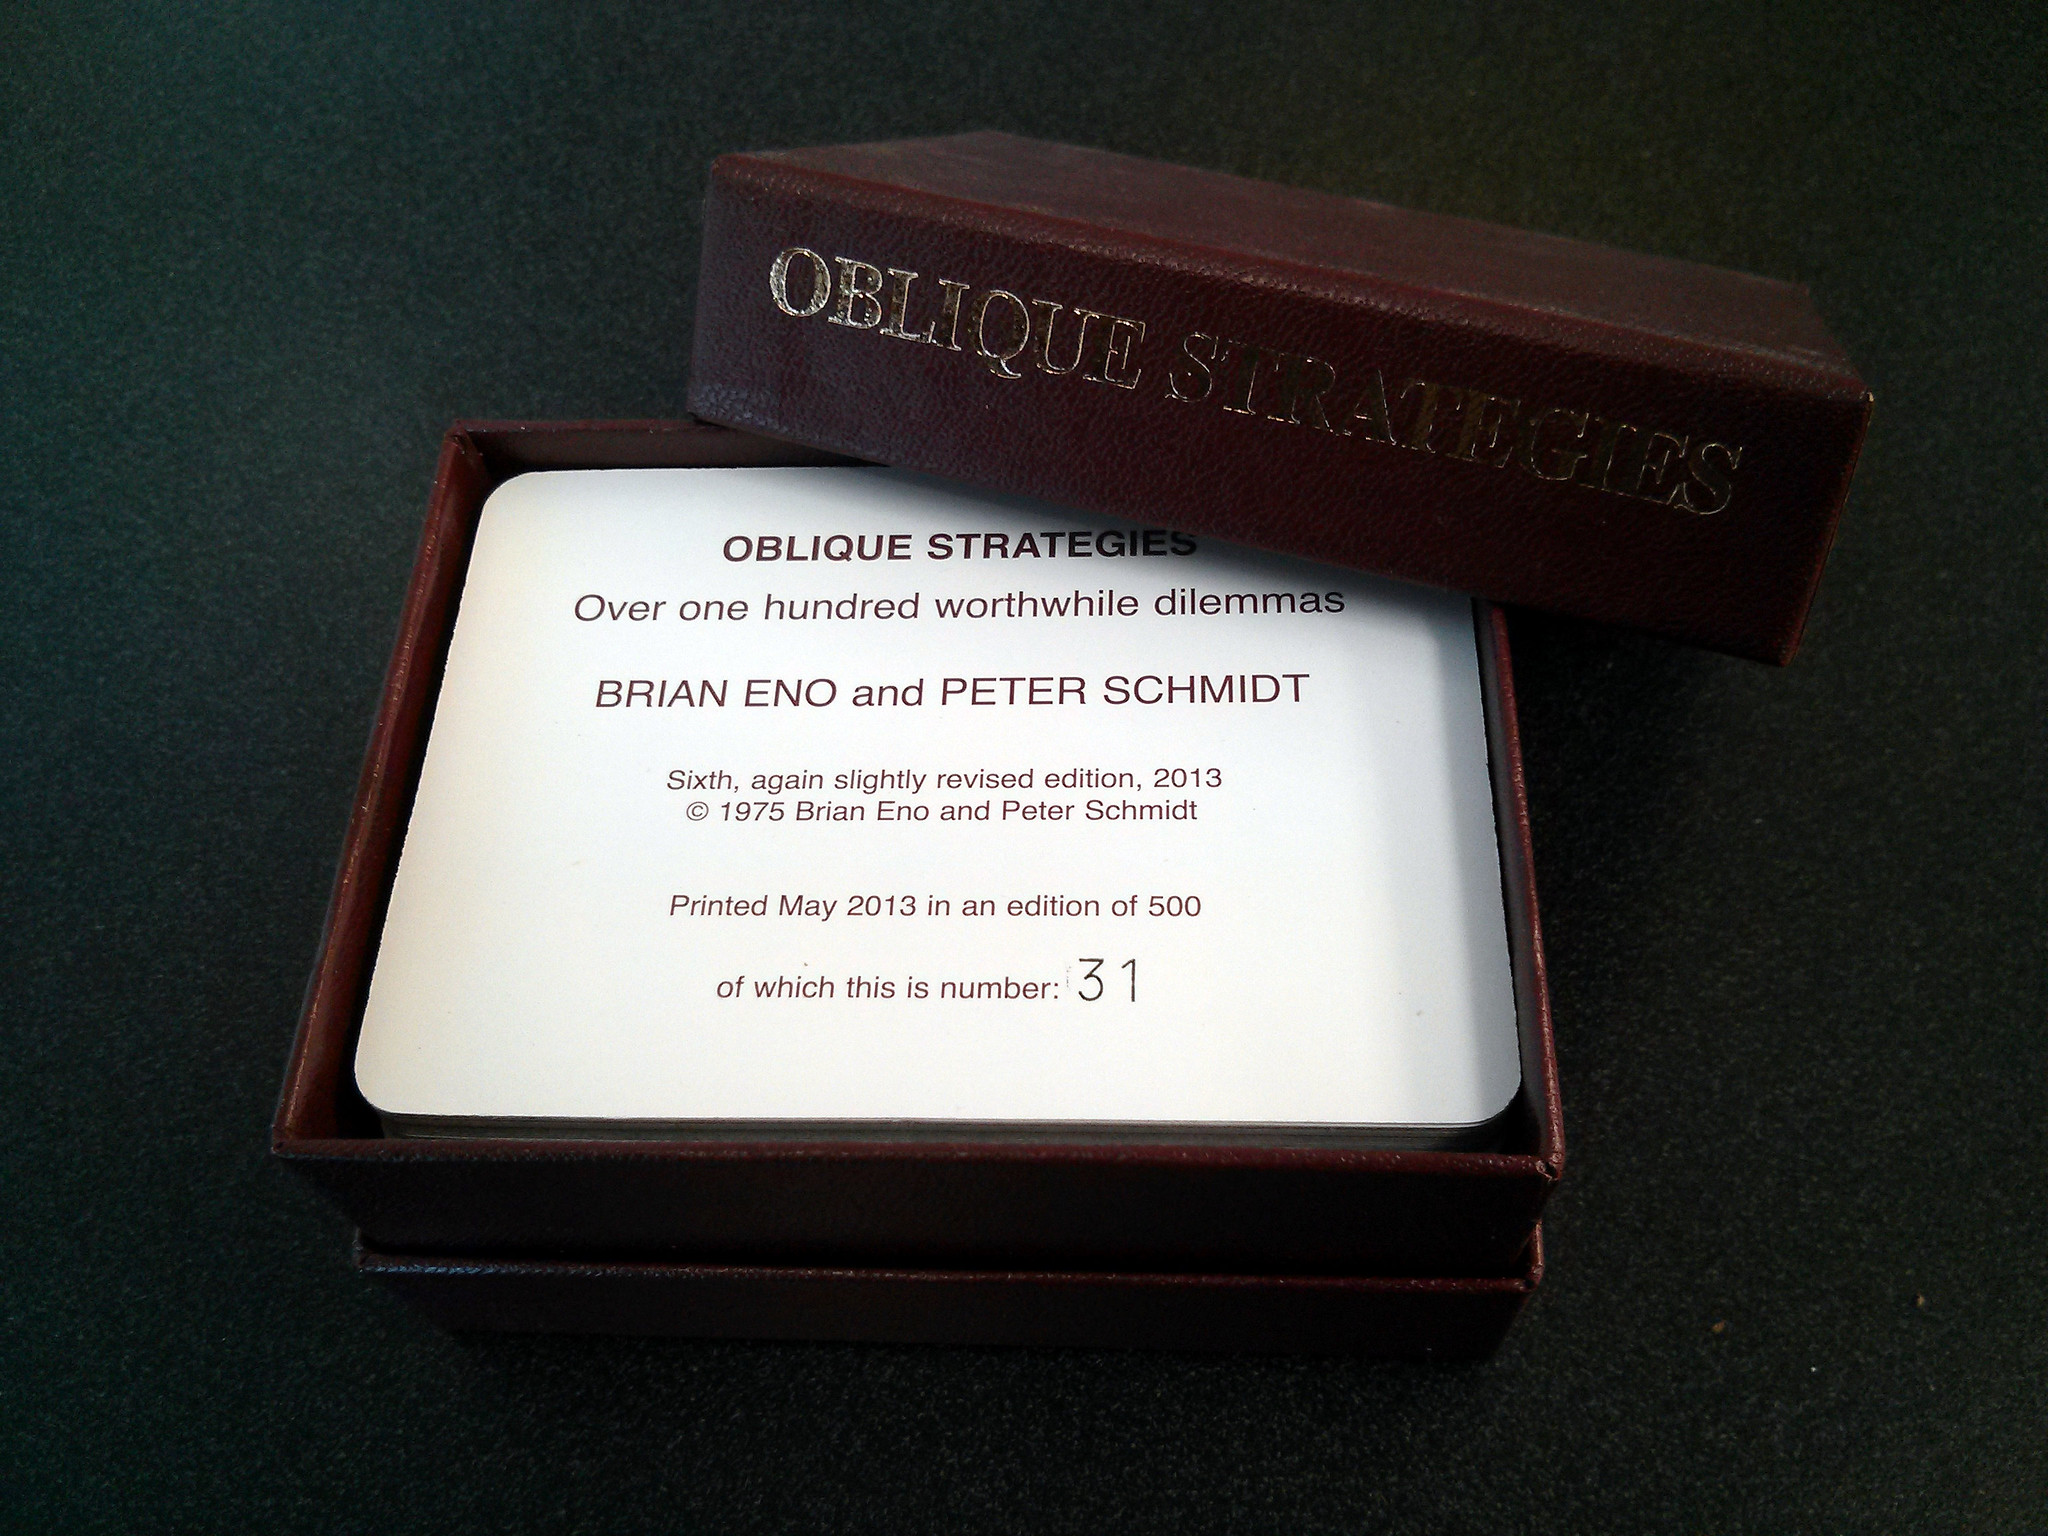 OBLIQUE STRATEGIES
OBLIQUE STRATEGIES
Over one hundred worthwhile dilemmas
BRIAN ENO and PETER SCHMIDT
Sixth, again slightly revised edition, 2013
© 1975 Brian Eno and Peter Schmidt
Printed May 2013 in an edition of 500
of which this is number: 31